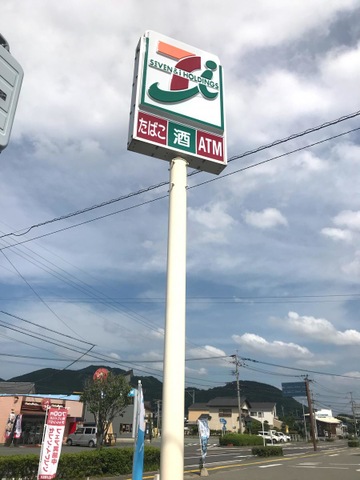 SEVEN & i HOLDINGS
たばこ
酒
ATM